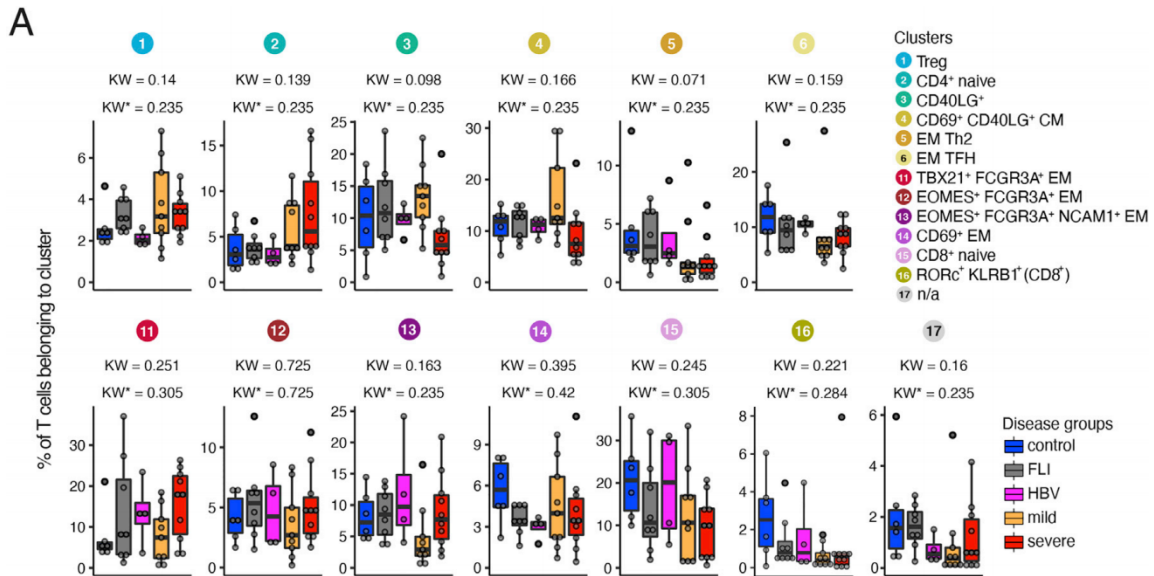 A
1 2 3 4 5 6
KW = 0.14 KW = 0.139 KW = 0.098 KW = 0.166 KW = 0.071 KW = 0.159
KW* = 0.235 KW* = 0.235 KW* = 0.235 KW* = 0.235 KW* = 0.235 KW* = 0.235
6 15 25 30 10 20
4 10 20 20 5 10
2 5 15 10 0 0
0 0 10 0
5
0
Clusters
1 Treg
2 CD4⁺ naive
3 CD40LG⁺
4 CD69⁺ CD40LG⁺ CM
5 EM Th2
6 EM TFH
11 TBX21⁺ FCGR3A⁺ EM
12 EOMES⁺ FCGR3A⁺ EM
13 EOMES⁺ FCGR3A⁺ NCAM1⁺ EM
14 CD69⁺ EM
15 CD8⁺ naive
16 RORc⁺ KLRB1⁺ (CD8⁺)
17 n/a
% of T cells belonging to cluster
11 12 13 14 15 16 17
KW = 0.251 KW = 0.725 KW = 0.163 KW = 0.395 KW = 0.245 KW = 0.221 KW = 0.16
KW* = 0.305 KW* = 0.725 KW* = 0.235 KW* = 0.42 KW* = 0.305 KW* = 0.284 KW* = 0.235
40 10 25 9 40 8 6
30 5 20 6 30 6 4
20 0 15 3 20 4 2
10 10 0 10 2 0
0 5 0 0
0
Disease groups
control
FLI
HBV
mild
severe